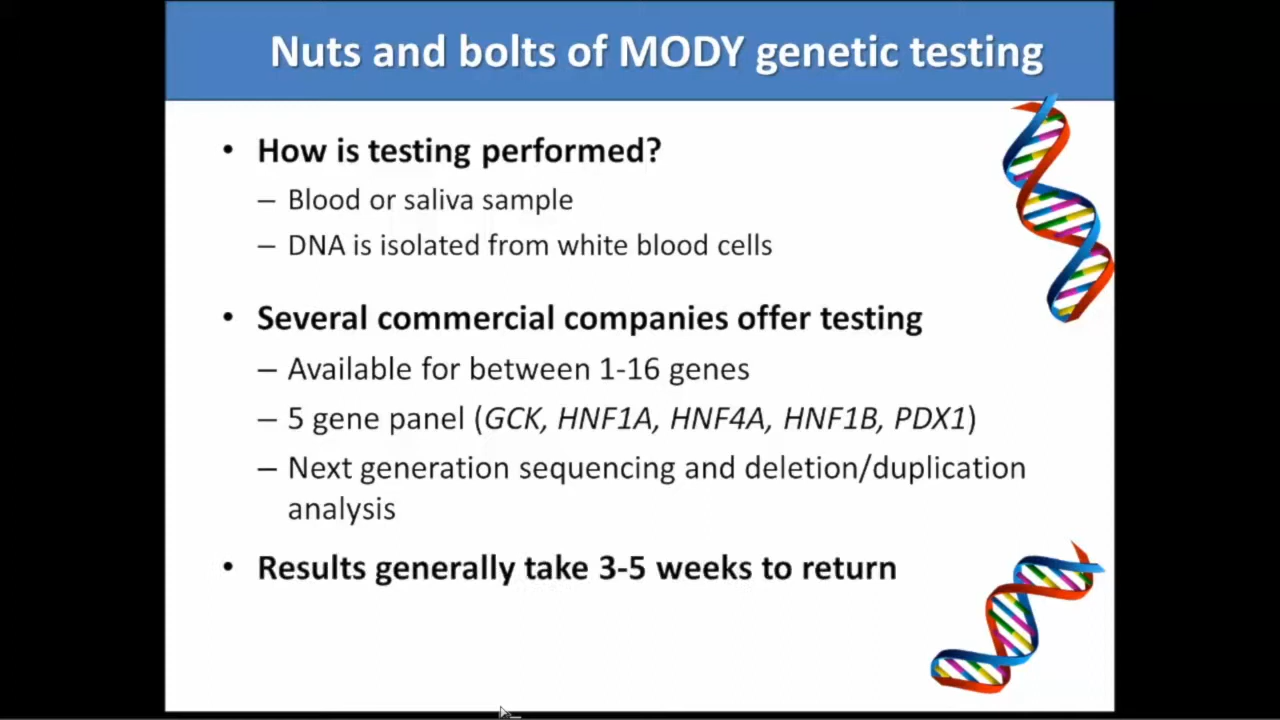 Nuts and bolts of MODY genetic testing
• How is testing performed?
– Blood or saliva sample
– DNA is isolated from white blood cells
• Several commercial companies offer testing
– Available for between 1-16 genes
– 5 gene panel (GCK, HNF1A, HNF4A, HNF1B, PDX1)
– Next generation sequencing and deletion/duplication
analysis
• Results generally take 3-5 weeks to return